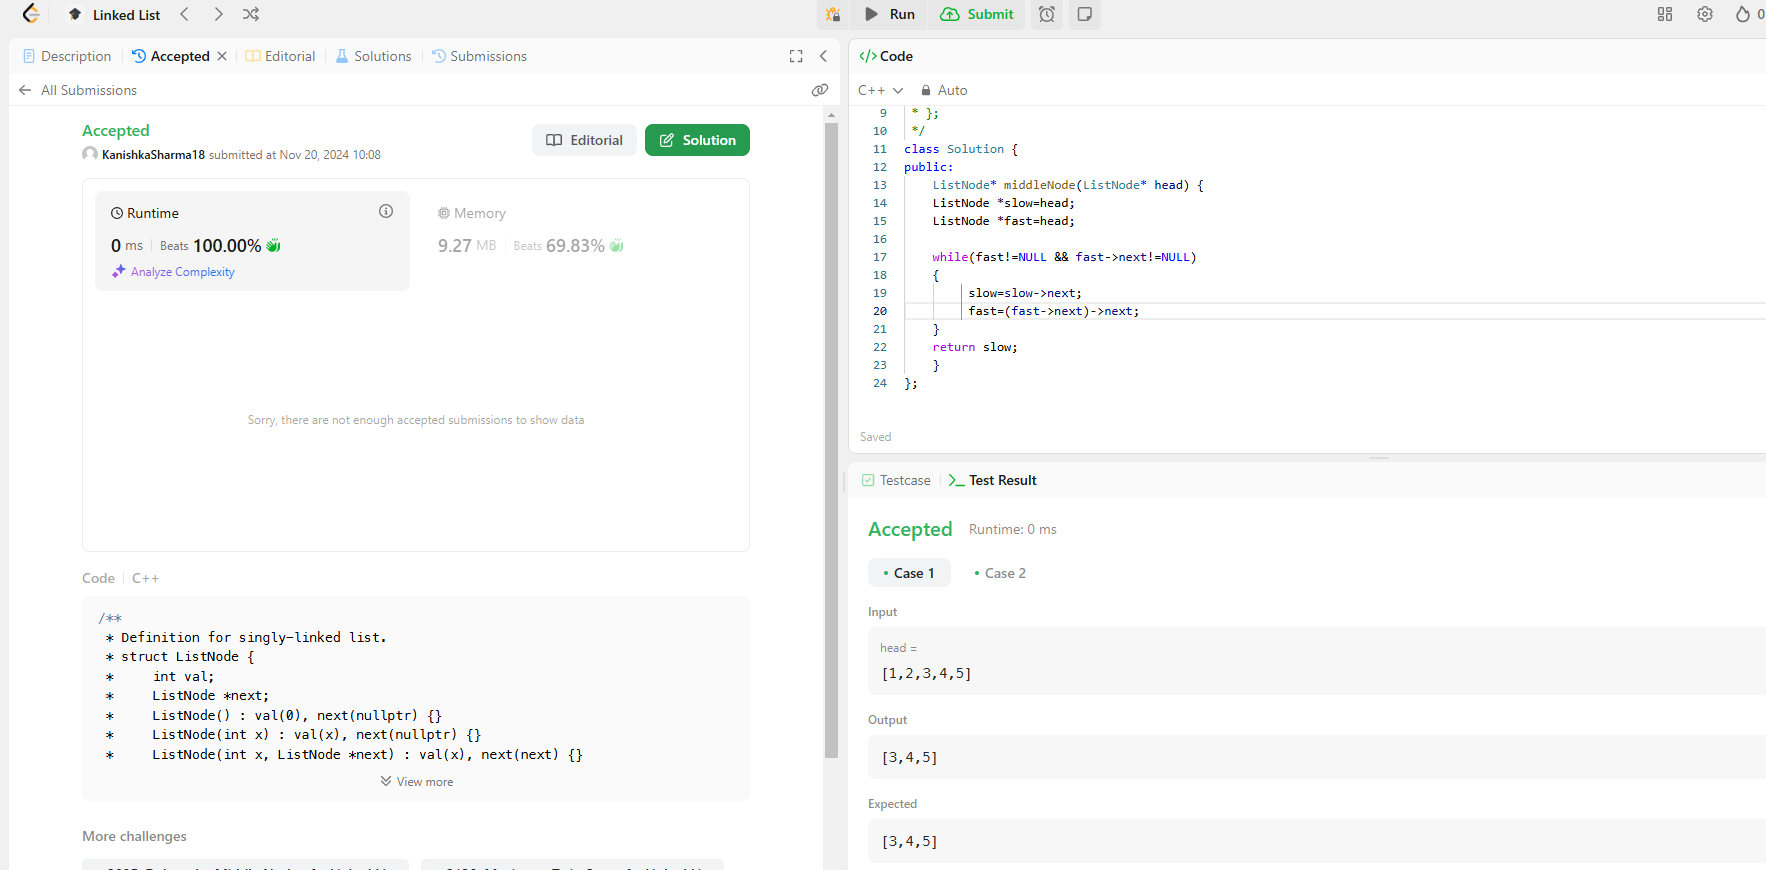 Linked List
Run
Submit
0
Description
Accepted
Editorial
Solutions
Submissions
All Submissions
Accepted
KanishkaSharma18 submitted at Nov 20, 2024 10:08
Editorial
Solution
Runtime
0 ms | Beats 100.00%
Analyze Complexity
Memory
9.27 MB | Beats 69.83%
Sorry, there are not enough accepted submissions to show data
Code | C++
/**
 * Definition for singly-linked list.
 * struct ListNode {
 *     int val;
 *     ListNode *next;
 *     ListNode() : val(0), next(nullptr) {}
 *     ListNode(int x) : val(x), next(nullptr) {}
 *     ListNode(int x, ListNode *next) : val(x), next(next) {}
View more
More challenges
</> Code
C++
Auto
9 * };
10 */
11 class Solution {
12 public:
13     ListNode* middleNode(ListNode* head) {
14     ListNode *slow=head;
15     ListNode *fast=head;
16
17     while(fast!=NULL && fast->next!=NULL)
18     {
19         slow=slow->next;
20         fast=(fast->next)->next;
21     }
22     return slow;
23     }
24 };
Saved
Testcase
Test Result
Accepted
Runtime: 0 ms
Case 1
Case 2
Input
head =
[1,2,3,4,5]
Output
[3,4,5]
Expected
[3,4,5]